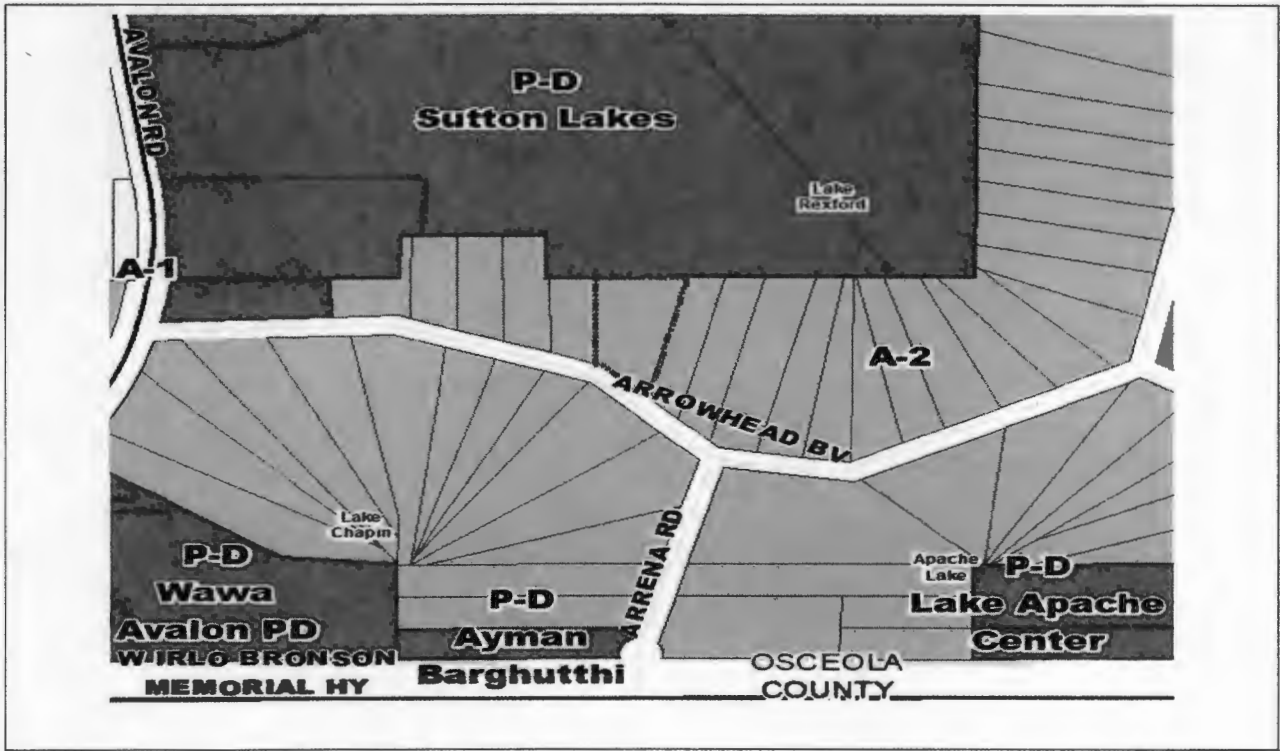 AVALON RD
P-D
Sutton Lakes
Lake
Rexford
A-1
A-2
ARROWHEAD BV
Lake
Chapin
ARRENA RD
P-D
Wawa
Avalon PD
W IRLO BRONSON
MEMORIAL HY
P-D
Ayman
Barghutthi
Apache
Lake
P-D
Lake Apache
Center
OSCEOLA
COUNTY